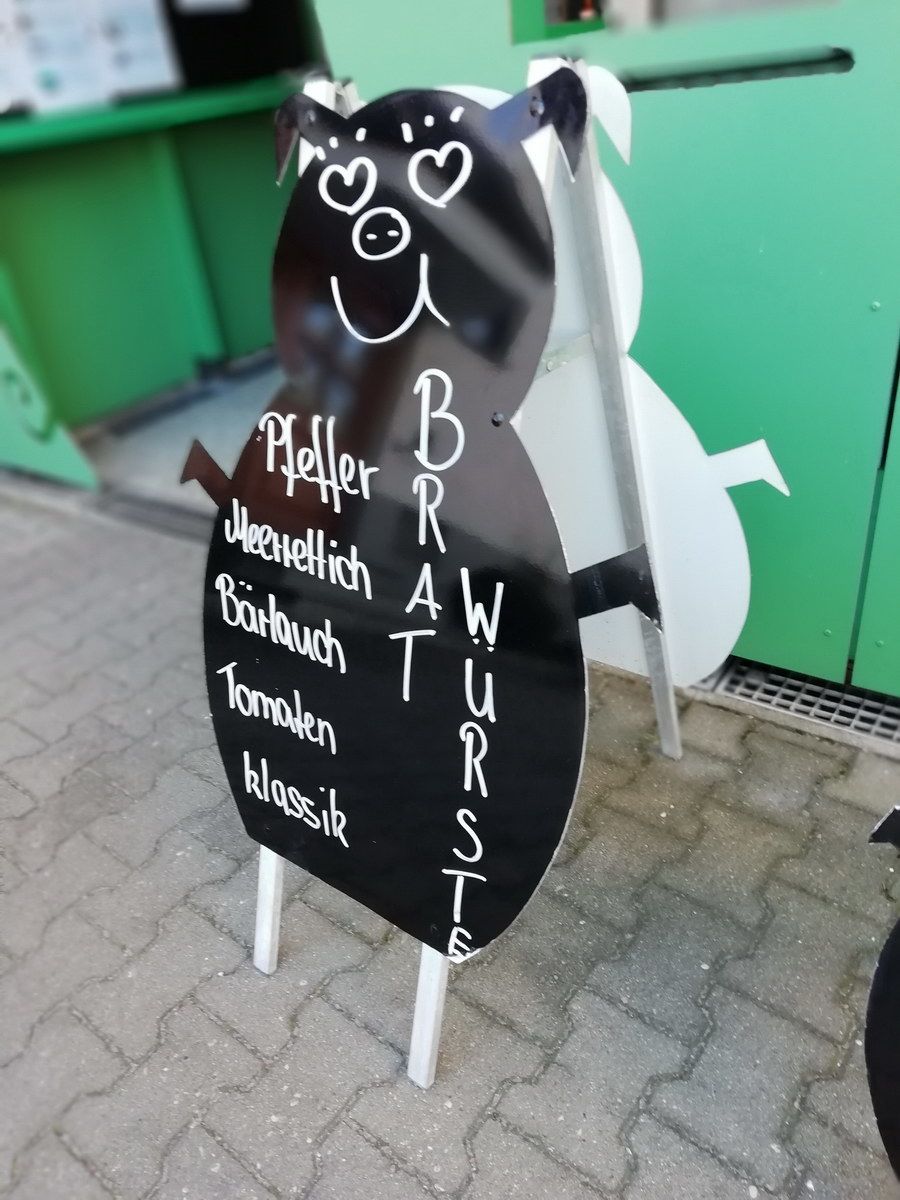 BRAT
WÜRSTE
Pfeffer
Meerrettich
Bärlauch
Tomaten
klassik